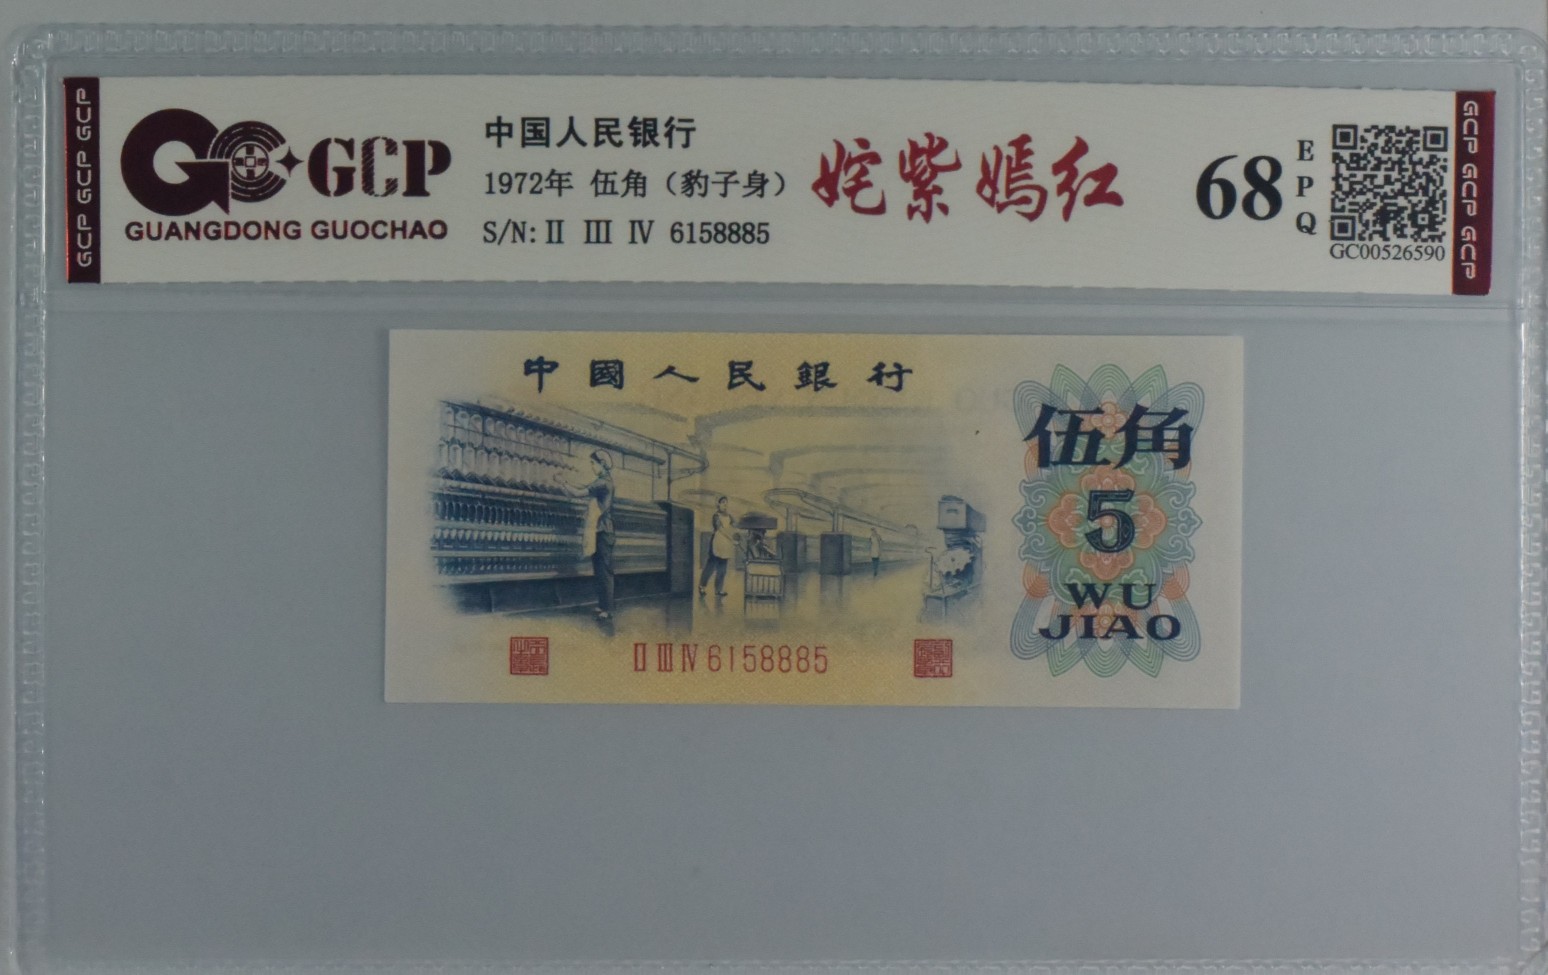 GCP GCP GCP
GCP
GUANGDONG GUOCHAO
中国人民银行
1972年 伍角（豹子身）
S/N: II III IV 6158885
姹紫嫣红
68
EPQ
GC00526590
GCP GCP GCP
中國人民銀行
伍角
5
WU
JIAO
II III IV 6158885